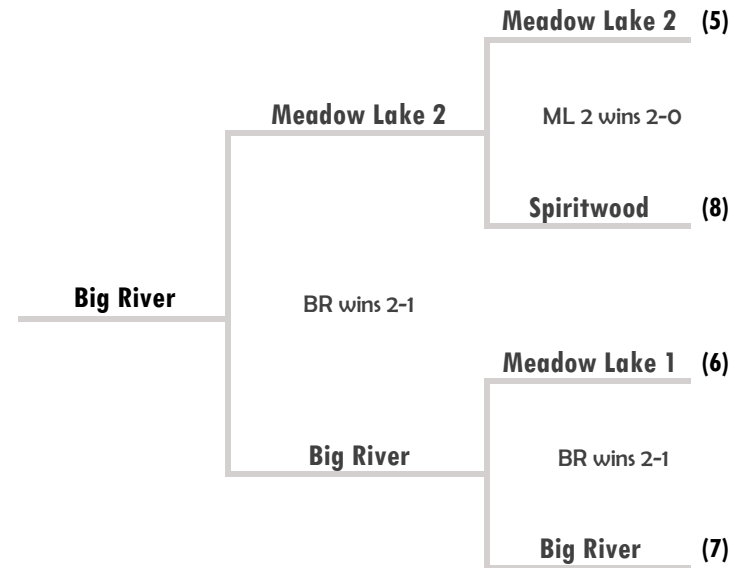 Meadow Lake 2 (5)
Meadow Lake 2
ML 2 wins 2-0
Spiritwood (8)
Big River
BR wins 2-1
Meadow Lake 1 (6)
Big River
BR wins 2-1
Big River (7)